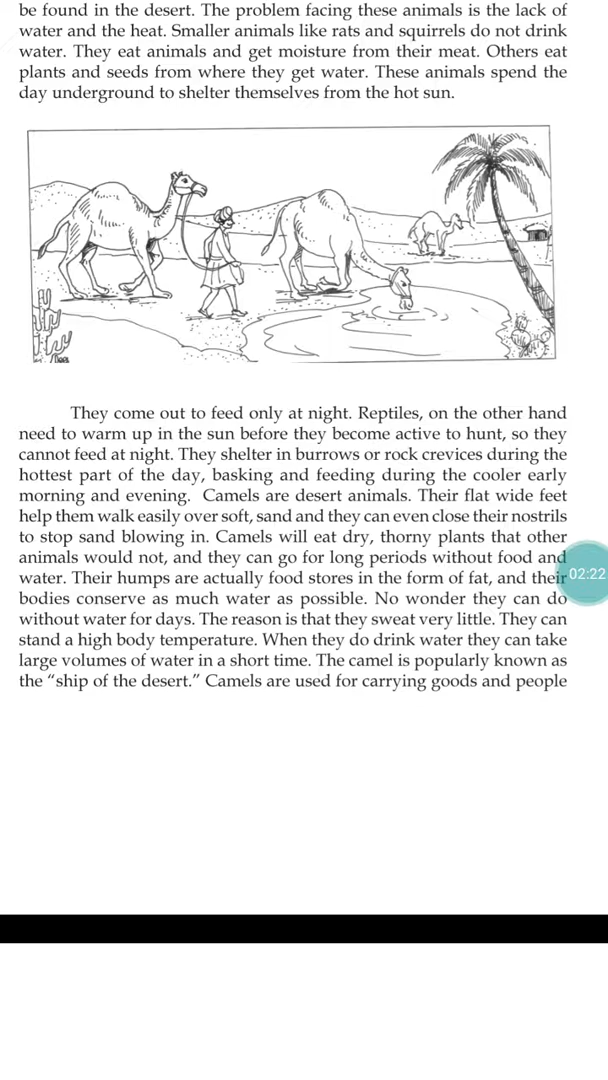 be found in the desert. The problem facing these animals is the lack of
water and the heat. Smaller animals like rats and squirrels do not drink
water. They eat animals and get moisture from their meat. Others eat
plants and seeds from where they get water. These animals spend the
day underground to shelter themselves from the hot sun.
They come out to feed only at night. Reptiles, on the other hand
need to warm up in the sun before they become active to hunt, so they
cannot feed at night. They shelter in burrows or rock crevices during the
hottest part of the day, basking and feeding during the cooler early
morning and evening. Camels are desert animals. Their flat wide feet
help them walk easily over soft, sand and they can even close their nostrils
to stop sand blowing in. Camels will eat dry, thorny plants that other
animals would not, and they can go for long periods without food and
water. Their humps are actually food stores in the form of fat, and their
02:22
bodies conserve as much water as possible. No wonder they can do
without water for days. The reason is that they sweat very little. They can
stand a high body temperature. When they do drink water they can take
large volumes of water in a short time. The camel is popularly known as
the “ship of the desert.” Camels are used for carrying goods and people